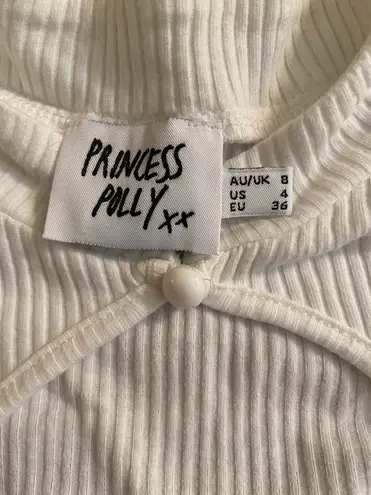 PRINCESS
POLLY xx
AU/UK 8
US 4
EU 36